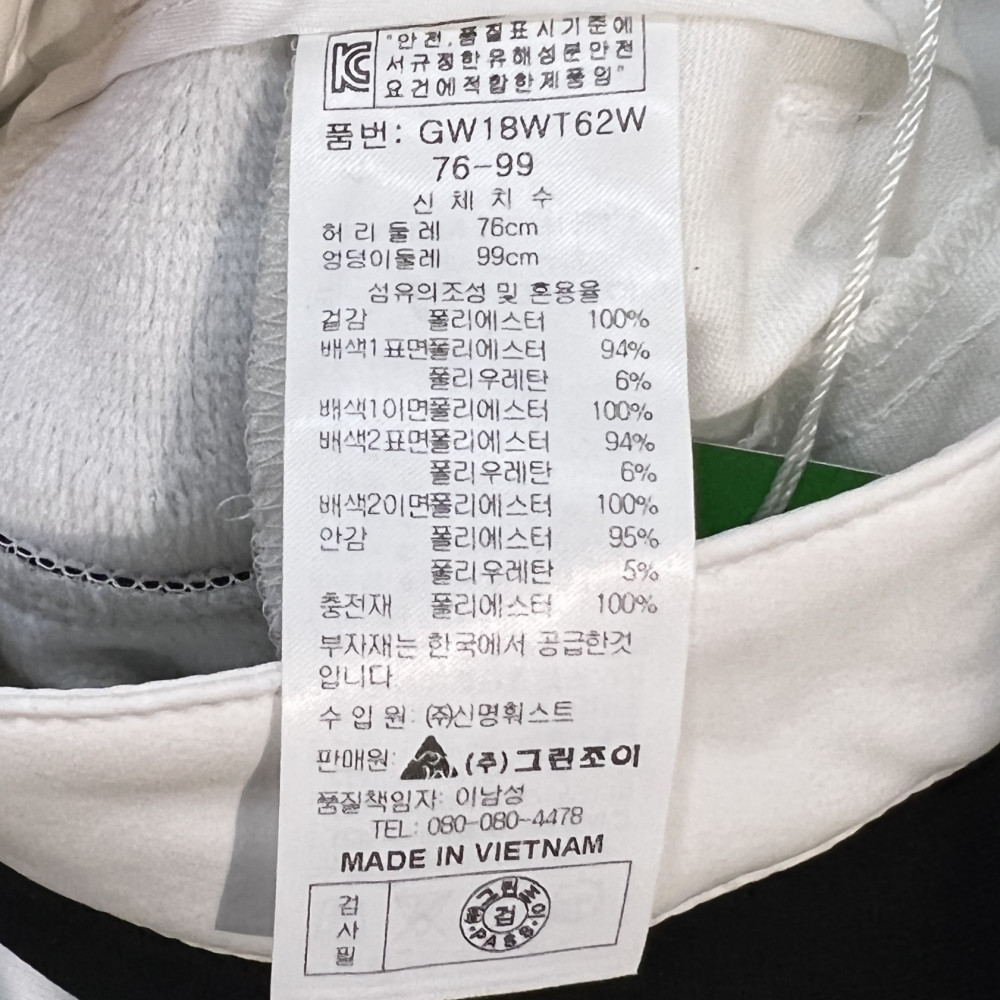 "안전.품질표시기준에
서규정한유해성분안전
요건에적합한제품임"
품번: GW18WT62W
76-99
신 체 치 수
허 리 둘 레 76cm
엉덩이둘레 99cm
섬유의조성 및 혼용율
겉감 폴리에스터 100%
배색1표면폴리에스터 94%
폴리우레탄 6%
배색1이면폴리에스터 100%
배색2표면폴리에스터 94%
폴리우레탄 6%
배색2이면폴리에스터 100%
안감 폴리에스터 95%
폴리우레탄 5%
충전재 폴리에스터 100%
부자재는 한국에서 공급한것
입니다.
수 입 원: (주)신명훠스트
판매원: (주)그린조이
품질책임자: 이남성
TEL: 080-080-4478
MADE IN VIETNAM
검
사
필
㈜그린조이
검
PASS